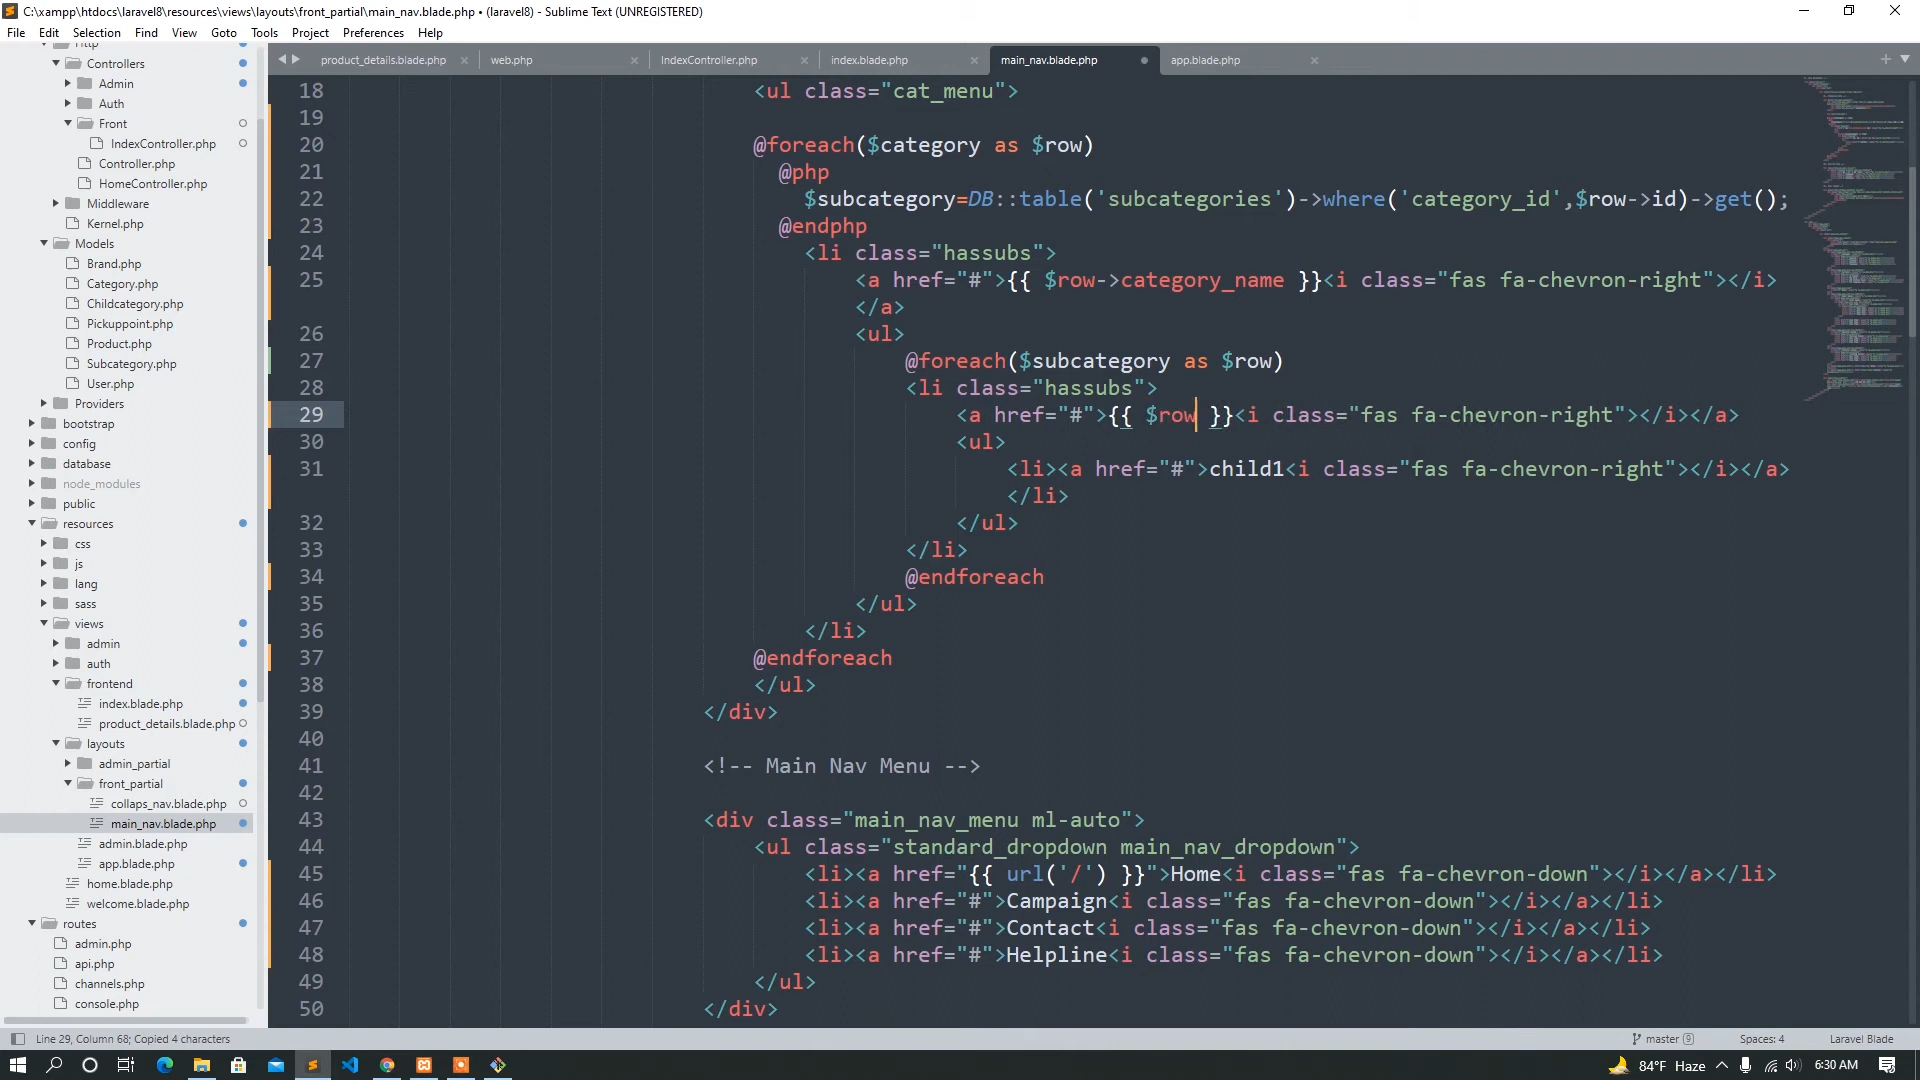 C:\xampp\htdocs\laravel8\resources\views\layouts\front_partial\main_nav.blade.php • (laravel8) - Sublime Text (UNREGISTERED)
File Edit Selection Find View Goto Tools Project Preferences Help
Http
Controllers
Admin
Auth
Front
IndexController.php
Controller.php
HomeController.php
Middleware
Kernel.php
Models
Brand.php
Category.php
Childcategory.php
Pickuppoint.php
Product.php
Subcategory.php
User.php
Providers
bootstrap
config
database
node_modules
public
resources
css
js
lang
sass
views
admin
auth
frontend
index.blade.php
product_details.blade.php
layouts
admin_partial
front_partial
collaps_nav.blade.php
main_nav.blade.php
admin.blade.php
app.blade.php
home.blade.php
welcome.blade.php
routes
admin.php
api.php
channels.php
console.php
product_details.blade.php web.php IndexController.php index.blade.php main_nav.blade.php app.blade.php
18 <ul class="cat_menu">
19
20 @foreach($category as $row)
21 @php
22 $subcategory=DB::table('subcategories')->where('category_id',$row->id)->get();
23 @endphp
24 <li class="hassubs">
25 <a href="#">{{ $row->category_name }}<i class="fas fa-chevron-right"></i>
</a>
26 <ul>
27 @foreach($subcategory as $row)
28 <li class="hassubs">
29 <a href="#">{{ $row }}<i class="fas fa-chevron-right"></i></a>
30 <ul>
31 <li><a href="#">child1<i class="fas fa-chevron-right"></i></a>
</li>
32 </ul>
33 </li>
34 @endforeach
35 </ul>
36 </li>
37 @endforeach
38 </ul>
39 </div>
40
41 <!-- Main Nav Menu -->
42
43 <div class="main_nav_menu ml-auto">
44 <ul class="standard_dropdown main_nav_dropdown">
45 <li><a href="{{ url('/') }}">Home<i class="fas fa-chevron-down"></i></a></li>
46 <li><a href="#">Campaign<i class="fas fa-chevron-down"></i></a></li>
47 <li><a href="#">Contact<i class="fas fa-chevron-down"></i></a></li>
48 <li><a href="#">Helpline<i class="fas fa-chevron-down"></i></a></li>
49 </ul>
50 </div>
Line 29, Column 68; Copied 4 characters master 9 Spaces: 4 Laravel Blade
84°F Haze 6:30 AM